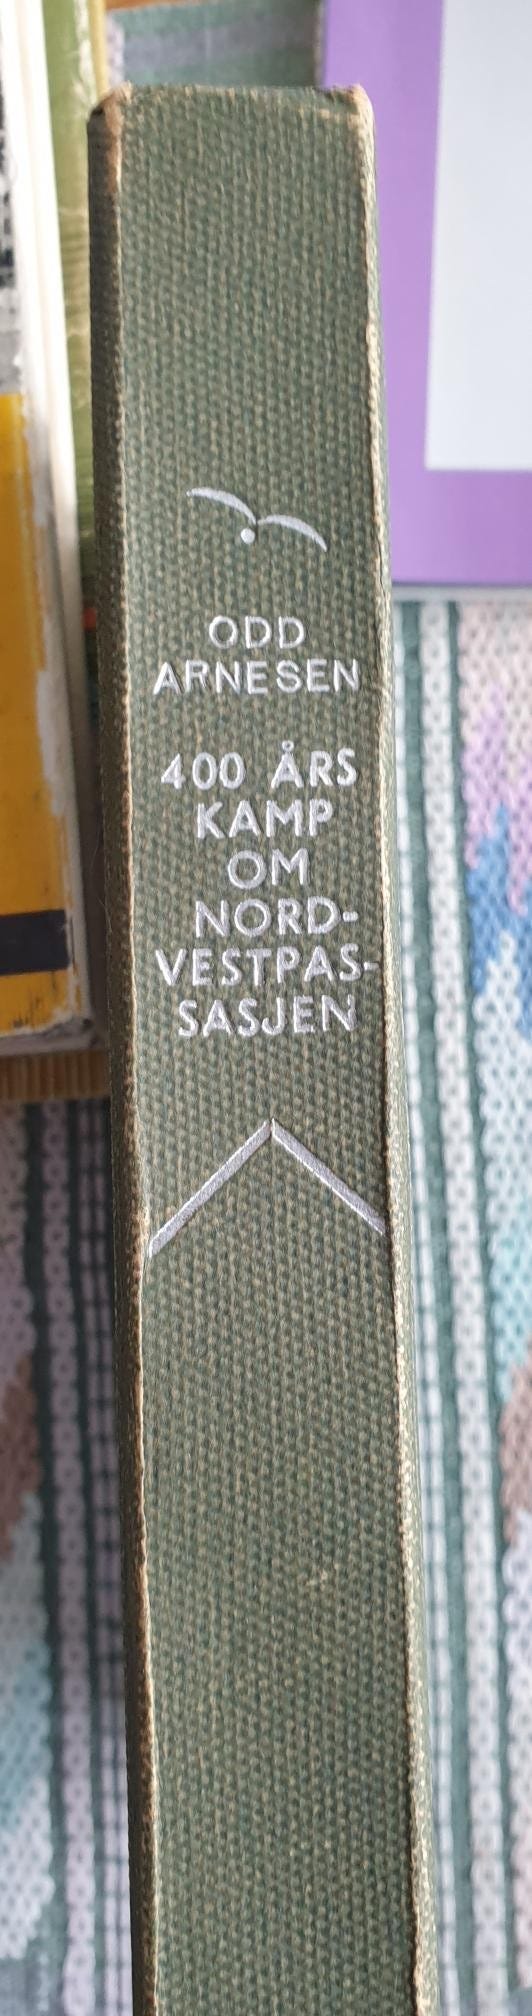 ODD
ARNESEN
400 ÅRS
KAMP
OM
NORD-
VESTPAS-
SASJEN